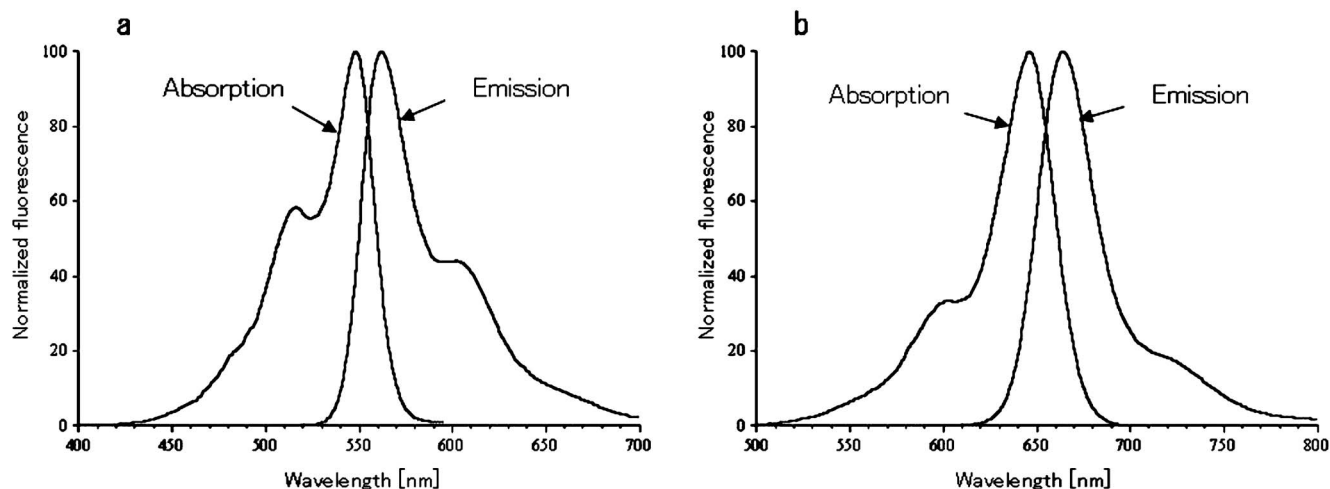 a
100
80
60
40
20
0
Normalized fluorescence
Absorption
Emission
400 450 500 550 600 650 700
Wavelength [nm]
b
100
80
60
40
20
0
Normalized fluorescence
Absorption
Emission
500 550 600 650 700 750 800
Wavelength [nm]